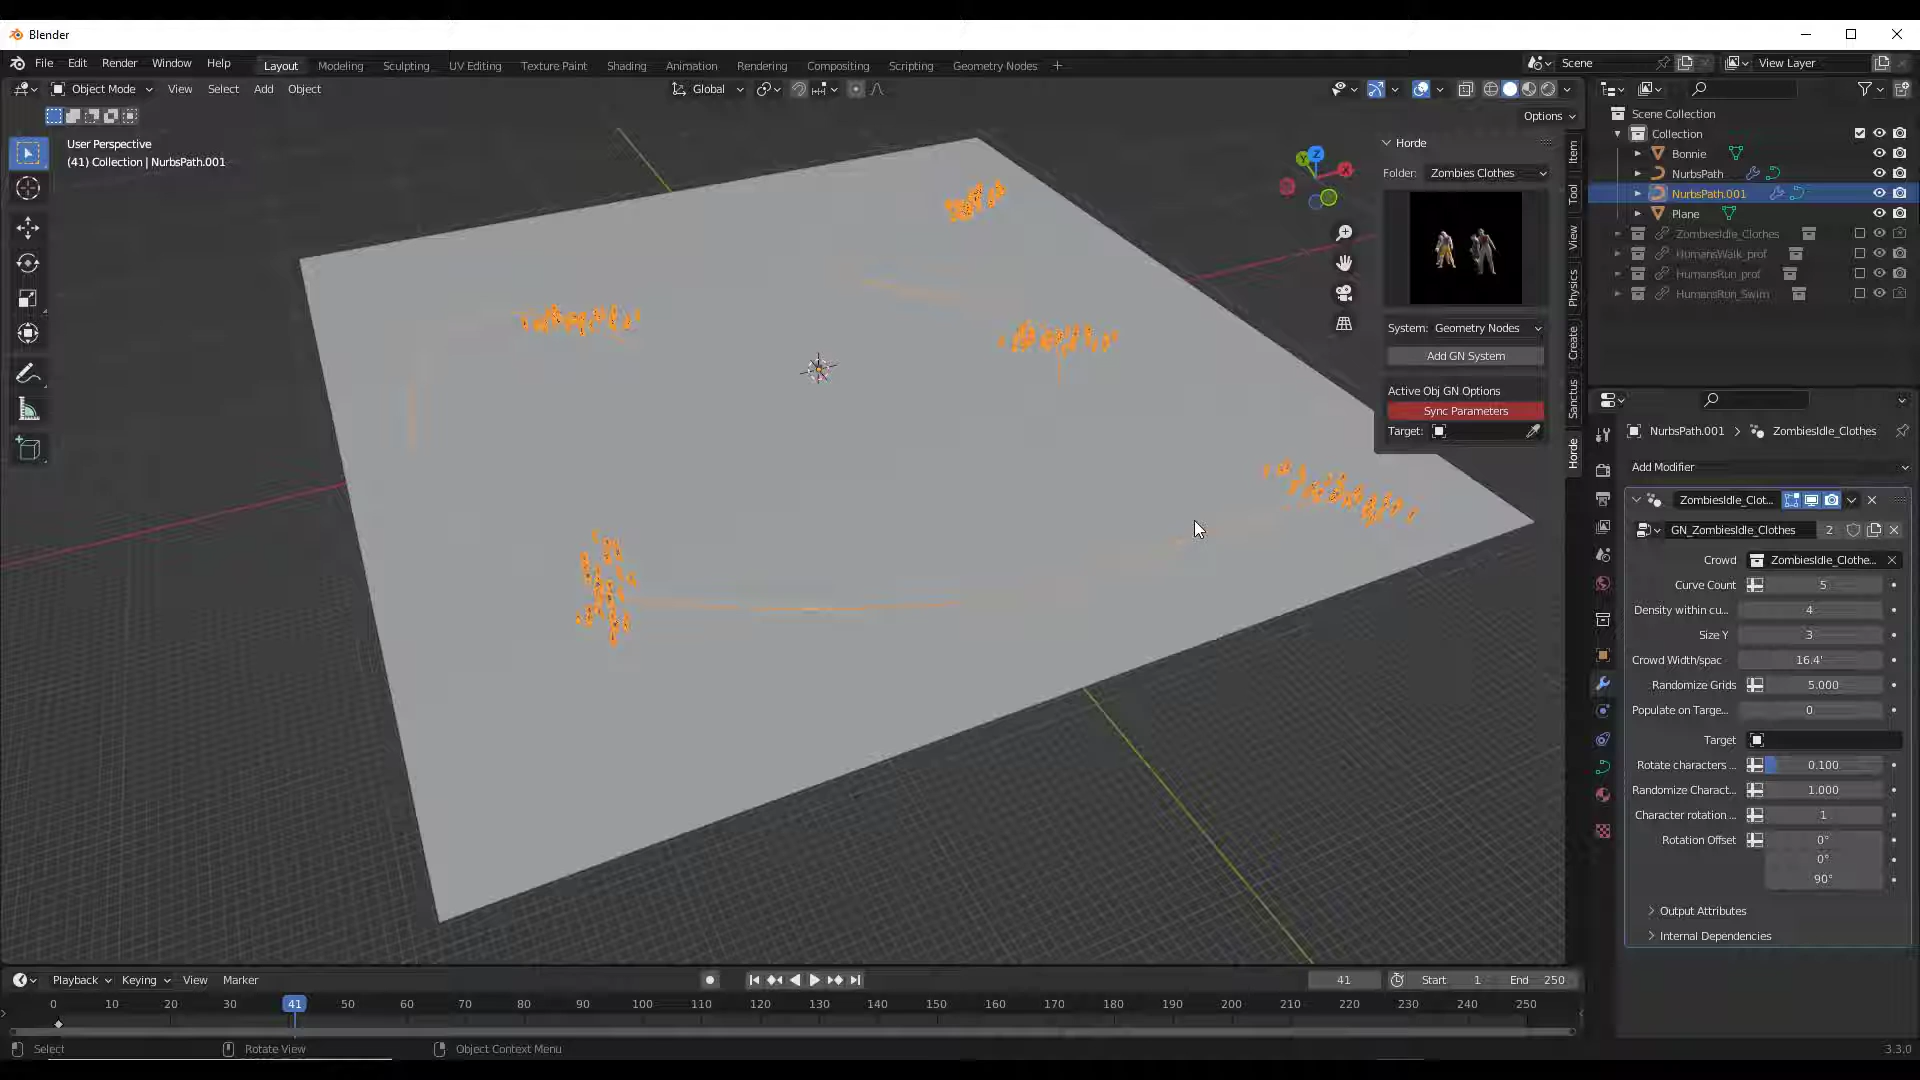 Blender
File Edit Render Window Help
Layout Modeling Sculpting UV Editing Texture Paint Shading Animation Rendering Compositing Scripting Geometry Nodes +
Scene View Layer
Object Mode View Select Add Object
Global
Options
User Perspective
(41) Collection | NurbsPath.001
Z
Y
X
Horde
Folder: Zombies Clothes
System: Geometry Nodes
Add GN System
Active Obj GN Options
Sync Parameters
Target:
Item
Tool
View
Physics
Create
Sanctus
Horde
Scene Collection
Collection
Bonnie
NurbsPath
NurbsPath.001
Plane
ZombiesIdle_Clothes
HumansWalk_prof
HumansRun_prof
HumansRun_Swim
NurbsPath.001 > ZombiesIdle_Clothes
Add Modifier
ZombiesIdle_Clot...
GN_ZombiesIdle_Clothes 2
Crowd ZombiesIdle_Clothe...
Curve Count 5
Density within cu... 4
Size Y 3
Crowd Width/spac 16.4'
Randomize Grids 5.000
Populate on Targe... 0
Target
Rotate characters ... 0.100
Randomize Charact... 1.000
Character rotation ... 1
Rotation Offset 0°
0°
90°
Output Attributes
Internal Dependencies
Playback Keying View Marker
41 Start 1 End 250
0 10 20 30 41 50 60 70 80 90 100 110 120 130 140 150 160 170 180 190 200 210 220 230 240 250
Select Rotate View Object Context Menu
3.3.0